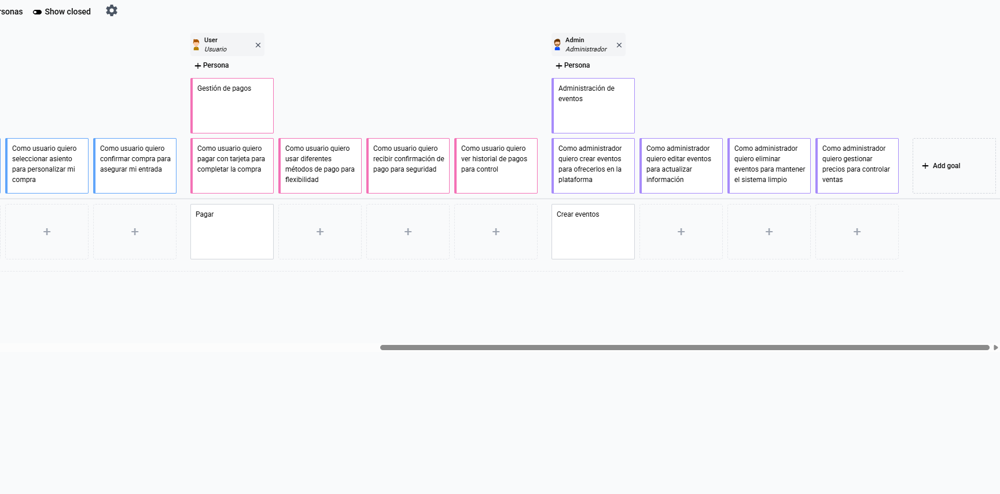 rsonas
Show closed
User
Usuario
Admin
Administrador
Persona
Persona
Gestión de pagos
Administración de
eventos
Como usuario quiero
seleccionar asiento
para personalizar mi
compra
Como usuario quiero
confirmar compra para
asegurar mi entrada
Como usuario quiero
pagar con tarjeta para
completar la compra
Como usuario quiero
usar diferentes
métodos de pago para
flexibilidad
Como usuario quiero
recibir confirmación de
pago para seguridad
Como usuario quiero
ver historial de pagos
para control
Como administrador
quiero crear eventos
para ofrecerlos en la
plataforma
Como administrador
quiero editar eventos
para actualizar
información
Como administrador
quiero eliminar
eventos para mantener
el sistema limpio
Como administrador
quiero gestionar
precios para controlar
ventas
Add goal
Pagar
Crear eventos